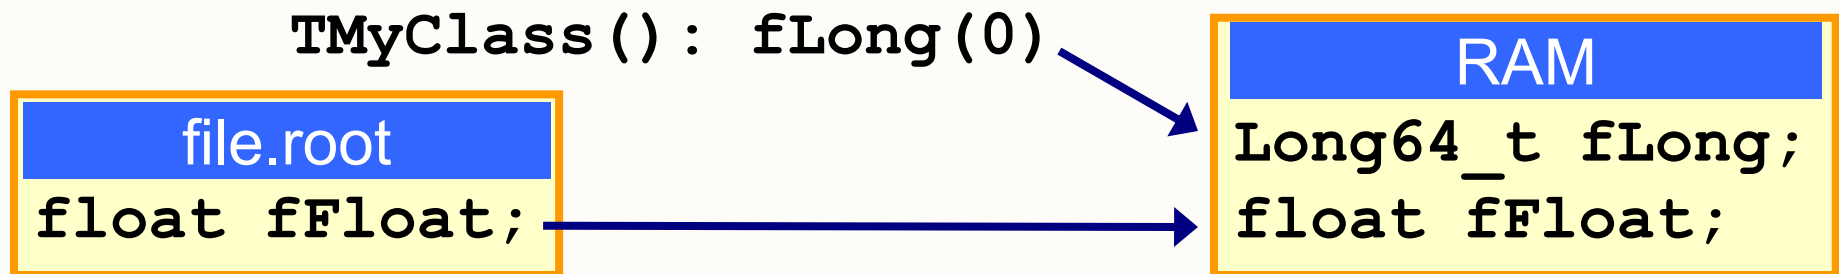 TMyClass(): fLong(0)
file.root
float fFloat;
RAM
Long64_t fLong;
float fFloat;